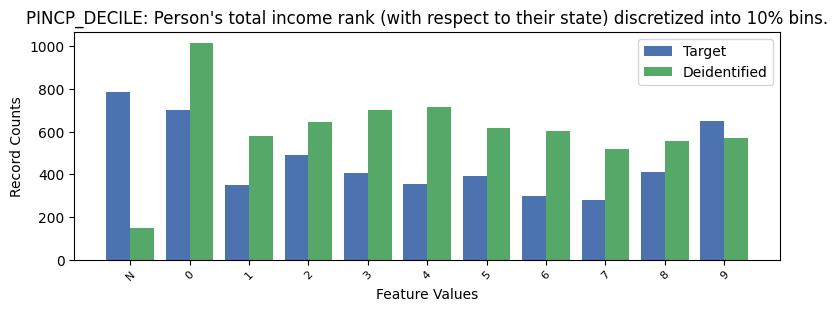 PINCP_DECILE: Person's total income rank (with respect to their state) discretized into 10% bins.
Target
Deidentified
Record Counts
1000
800
600
400
200
0
N 0 1 2 3 4 5 6 7 8 9
Feature Values